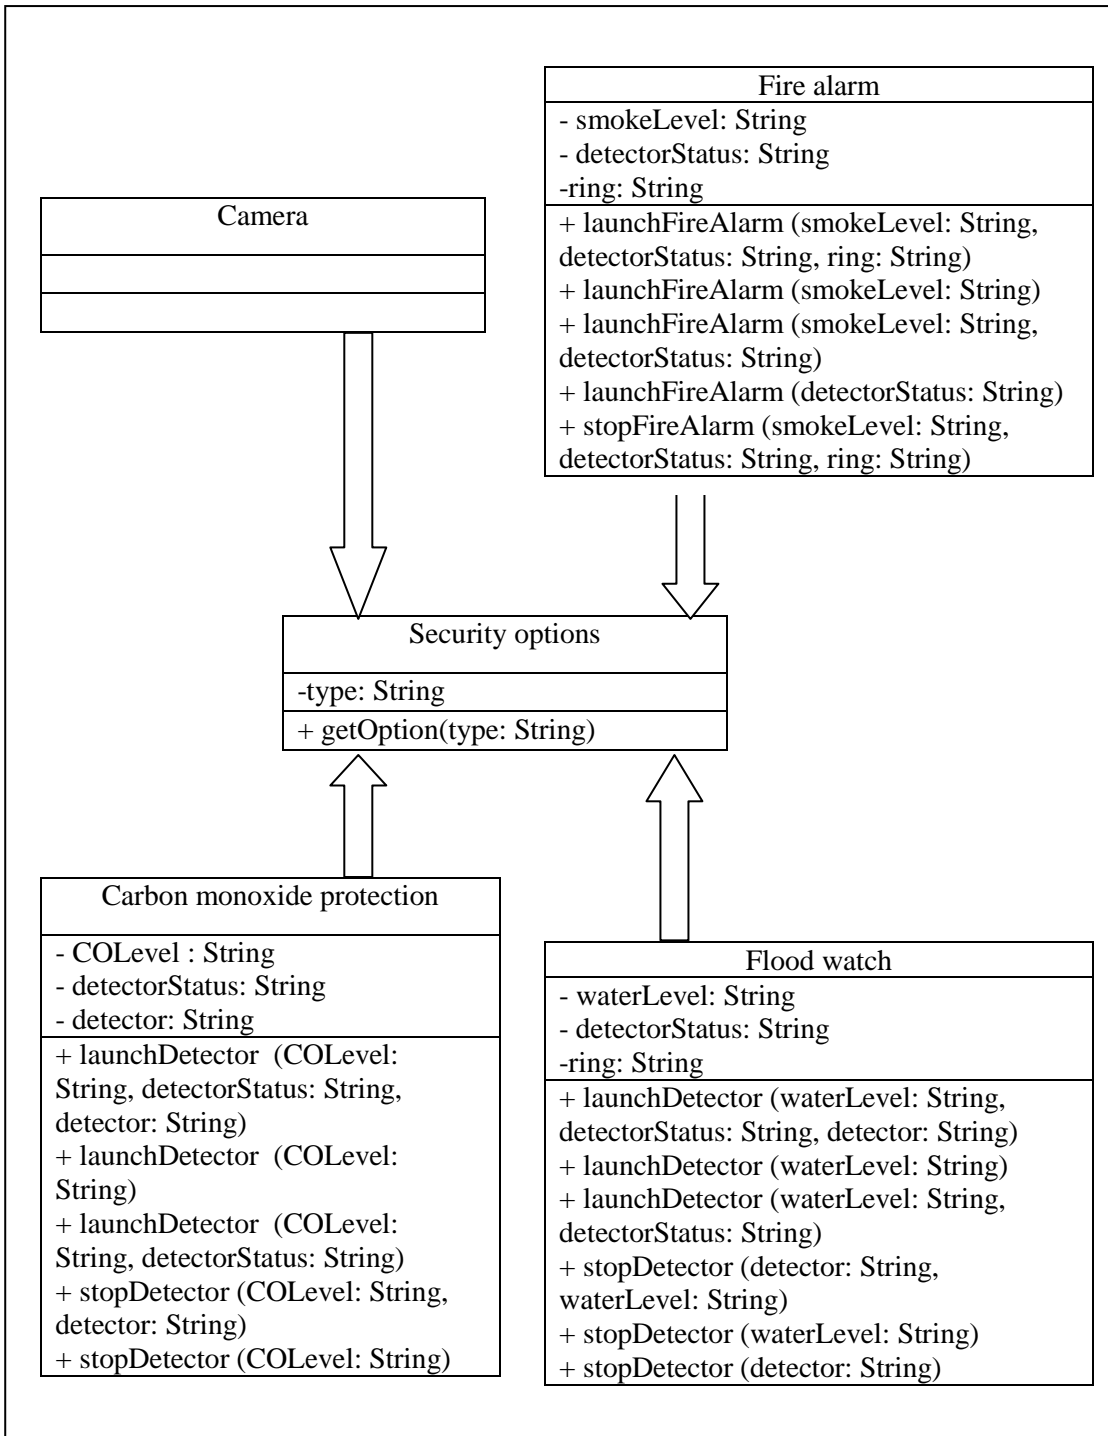 Fire alarm
- smokeLevel: String
- detectorStatus: String
-ring: String
+ launchFireAlarm (smokeLevel: String,
detectorStatus: String, ring: String)
+ launchFireAlarm (smokeLevel: String)
+ launchFireAlarm (smokeLevel: String,
detectorStatus: String)
+ launchFireAlarm (detectorStatus: String)
+ stopFireAlarm (smokeLevel: String,
detectorStatus: String, ring: String)
Camera
Security options
-type: String
+ getOption(type: String)
Carbon monoxide protection
- COLevel : String
- detectorStatus: String
- detector: String
+ launchDetector  (COLevel:
String, detectorStatus: String,
detector: String)
+ launchDetector  (COLevel:
String)
+ launchDetector  (COLevel:
String, detectorStatus: String)
+ stopDetector (COLevel: String,
detector: String)
+ stopDetector (COLevel: String)
Flood watch
- waterLevel: String
- detectorStatus: String
-ring: String
+ launchDetector (waterLevel: String,
detectorStatus: String, detector: String)
+ launchDetector (waterLevel: String)
+ launchDetector (waterLevel: String,
detectorStatus: String)
+ stopDetector (detector: String,
waterLevel: String)
+ stopDetector (waterLevel: String)
+ stopDetector (detector: String)